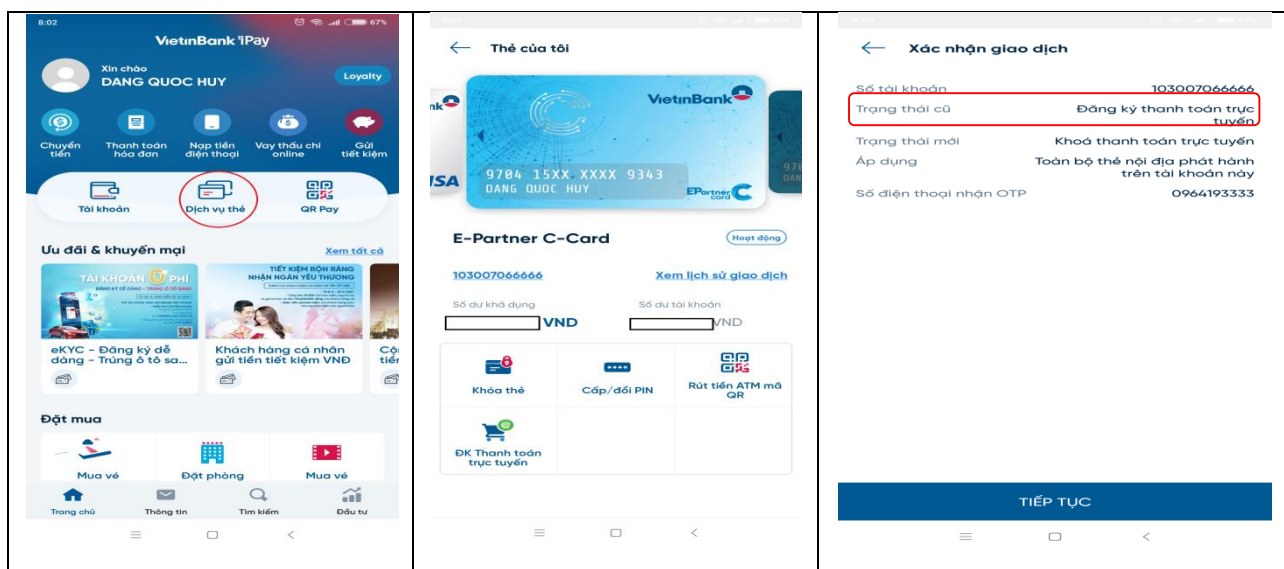 8:02
67%
VietinBank iPay
Xin chào
DANG QUOC HUY
Loyalty
Chuyển tiền
Thanh toán hóa đơn
Nạp tiền điện thoại
Vay thấu chi online
Gửi tiết kiệm
Tài khoản
Dịch vụ thẻ
QR Pay
Ưu đãi & khuyến mại
Xem tất cả
TÀI KHOẢN 0 PHÍ
TIẾT KIỆM RỘN RÀNG
NHẬN NGÀN YÊU THƯƠNG
eKYC - Đăng ký dễ
dàng - Trúng ô tô sa...
Khách hàng cá nhân
gửi tiền tiết kiệm VNĐ
Đặt mua
Mua vé
Đặt phòng
Mua vé
Trang chủ
Thông tin
Tìm kiếm
Đầu tư
Thẻ của tôi
VISA
VietinBank
9704 15XX XXXX 9343
DANG QUOC HUY
EPartner card C
E-Partner C-Card
Hoạt động
103007066666
Xem lịch sử giao dịch
Số dư khả dụng
Số dư tài khoản
VND
VND
Khóa thẻ
Cấp/đổi PIN
Rút tiền ATM mã
QR
ĐK Thanh toán
trực tuyến
Xác nhận giao dịch
Số tài khoản
103007066666
Trạng thái cũ
Đăng ký thanh toán trực
tuyến
Trạng thái mới
Khoá thanh toán trực tuyến
Áp dụng
Toàn bộ thẻ nội địa phát hành
trên tài khoản này
Số điện thoại nhận OTP
0964193333
TIẾP TỤC